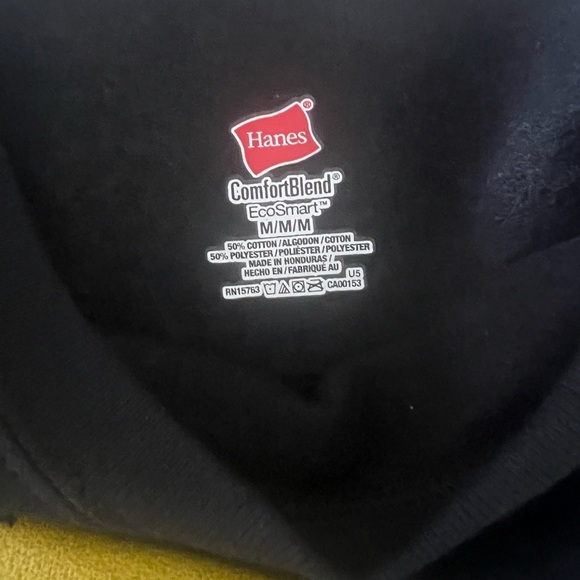 Hanes®
ComfortBlend®
EcoSmart™
M/M/M
50% COTTON/ALGODON/COTON
50% POLYESTER/POLIÉSTER/POLYESTER
MADE IN HONDURAS/
HECHO EN/FABRIQUÉ AU
U5
RN15763 CA00153